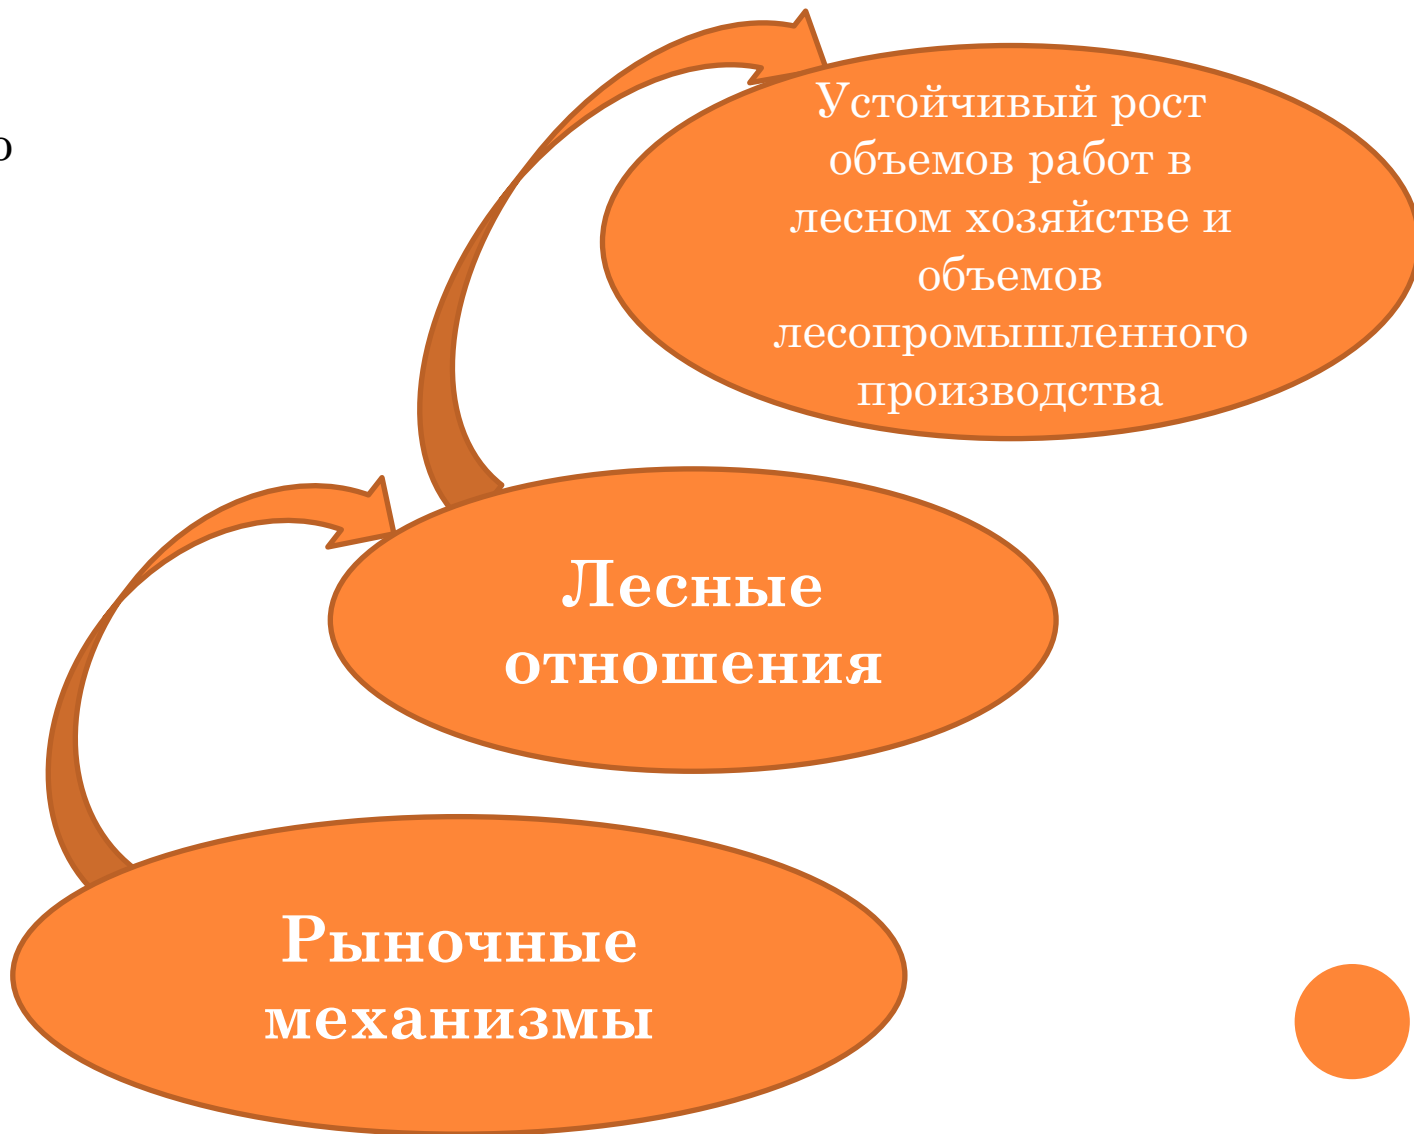 о
Устойчивый рост
объемов работ в
лесном хозяйстве и
объемов
лесопромышленного
производства
Лесные
отношения
Рыночные
механизмы